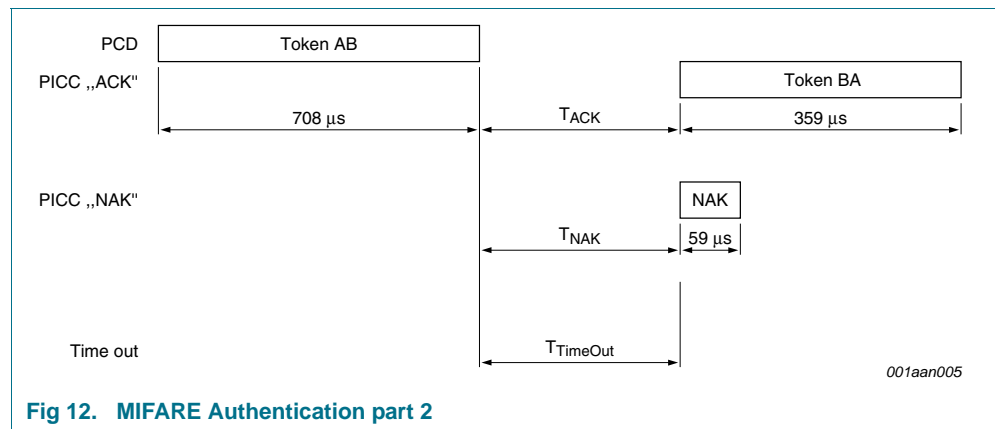 PCD
Token AB
PICC ,,ACK"
Token BA
708 μs
TACK
359 μs
PICC ,,NAK"
NAK
TNAK
59 μs
Time out
TTimeOut
001aan005
Fig 12. MIFARE Authentication part 2